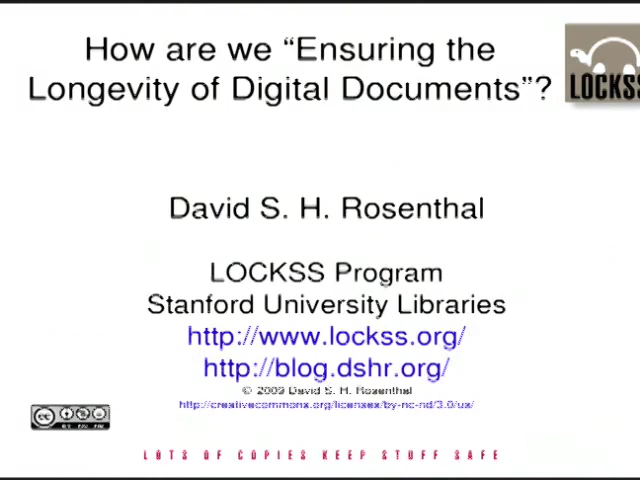 How are we “Ensuring the
Longevity of Digital Documents”?
LOCKSS
David S. H. Rosenthal
LOCKSS Program
Stanford University Libraries
http://www.lockss.org/
http://blog.dshr.org/
© 2009 David S. H. Rosenthal
http://creativecommons.org/licenses/by-nc-nd/3.0/us/
LOTS OF COPIES KEEP STUFF SAFE